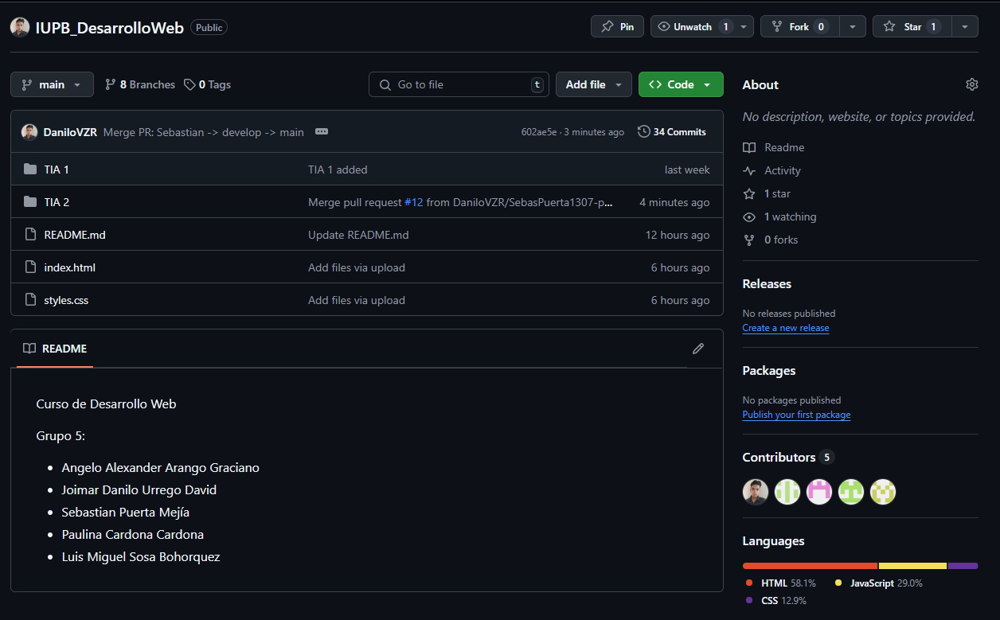 IUPB_DesarrolloWeb Public Pin Unwatch 1 Fork 0 Star 1
main 8 Branches 0 Tags Go to file t Add file <> Code
DaniloVZR Merge PR: Sebastian -> develop -> main 602ae5e · 3 minutes ago 34 Commits
TIA 1 TIA 1 added last week
TIA 2 Merge pull request #12 from DaniloVZR/SebasPuerta1307-p... 4 minutes ago
README.md Update README.md 12 hours ago
index.html Add files via upload 6 hours ago
styles.css Add files via upload 6 hours ago
README
Curso de Desarrollo Web
Grupo 5:
• Angelo Alexander Arango Graciano
• Joimar Danilo Urrego David
• Sebastian Puerta Mejía
• Paulina Cardona Cardona
• Luis Miguel Sosa Bohorquez
About
No description, website, or topics provided.
Readme
Activity
1 star
1 watching
0 forks
Releases
No releases published
Create a new release
Packages
No packages published
Publish your first package
Contributors 5
Languages
HTML 58.1% JavaScript 29.0%
CSS 12.9%